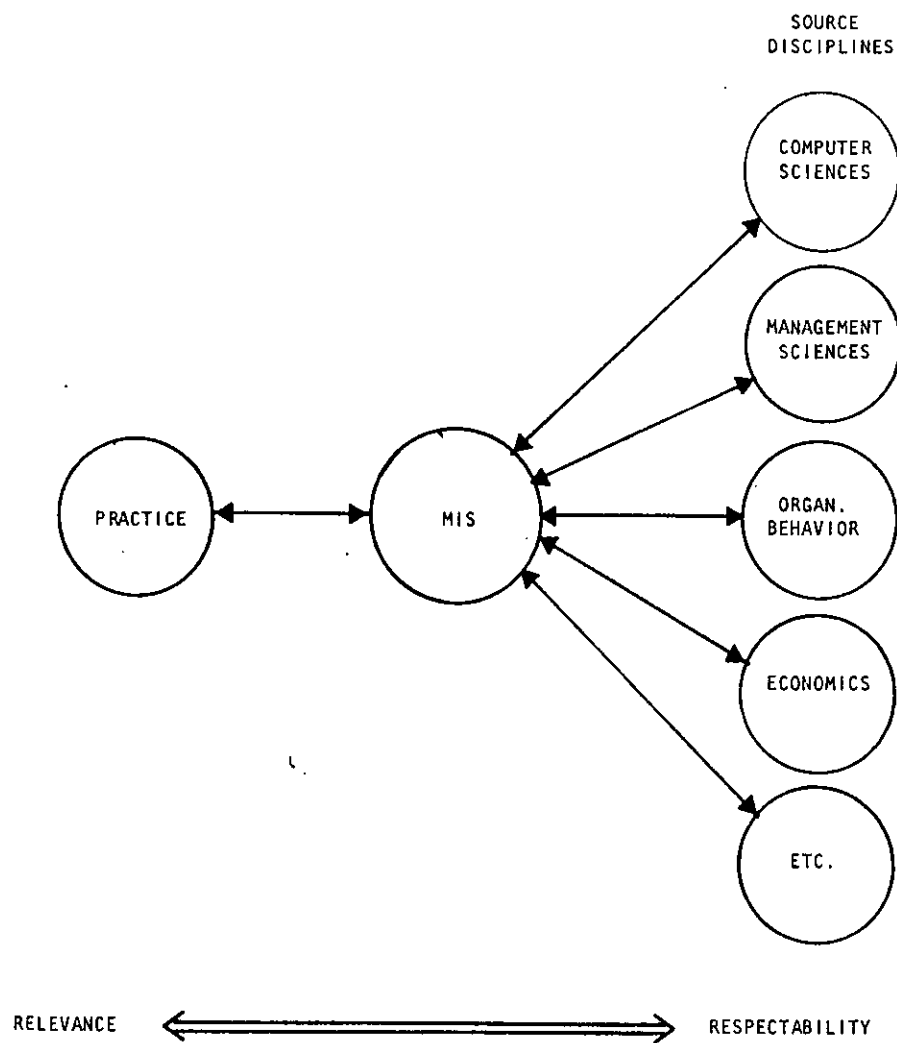 SOURCE
DISCIPLINES
COMPUTER
SCIENCES
MANAGEMENT
SCIENCES
PRACTICE
MIS
ORGAN.
BEHAVIOR
ECONOMICS
ETC.
RELEVANCE
RESPECTABILITY